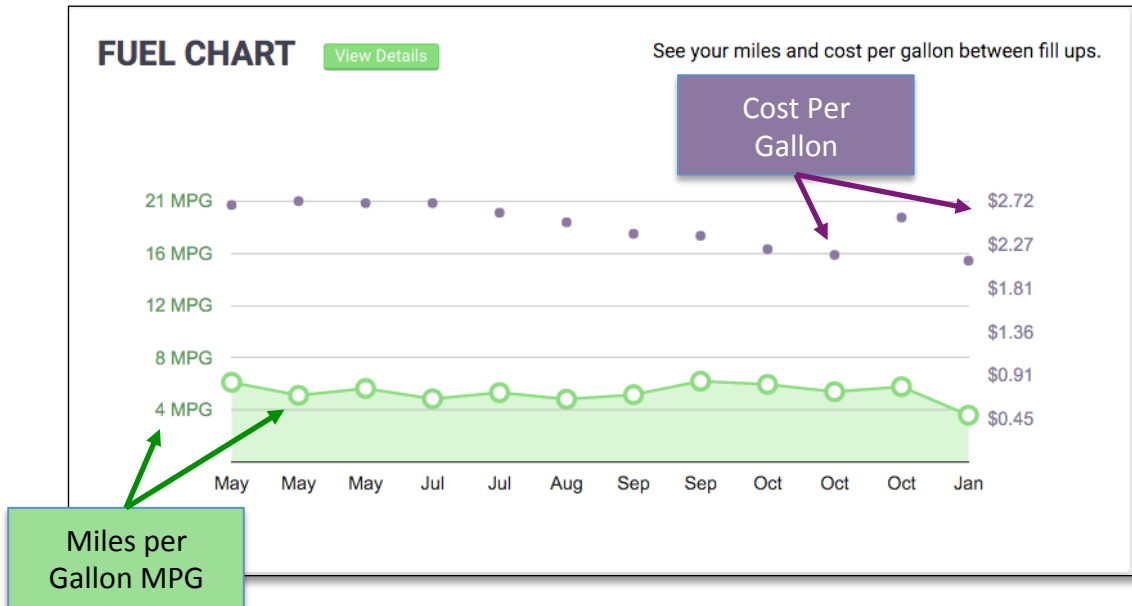 FUEL CHART
View Details
See your miles and cost per gallon between fill ups.
Cost Per
Gallon
21 MPG
16 MPG
12 MPG
8 MPG
4 MPG
$2.72
$2.27
$1.81
$1.36
$0.91
$0.45
May May May Jul Jul Aug Sep Sep Oct Oct Oct Jan
Miles per
Gallon MPG